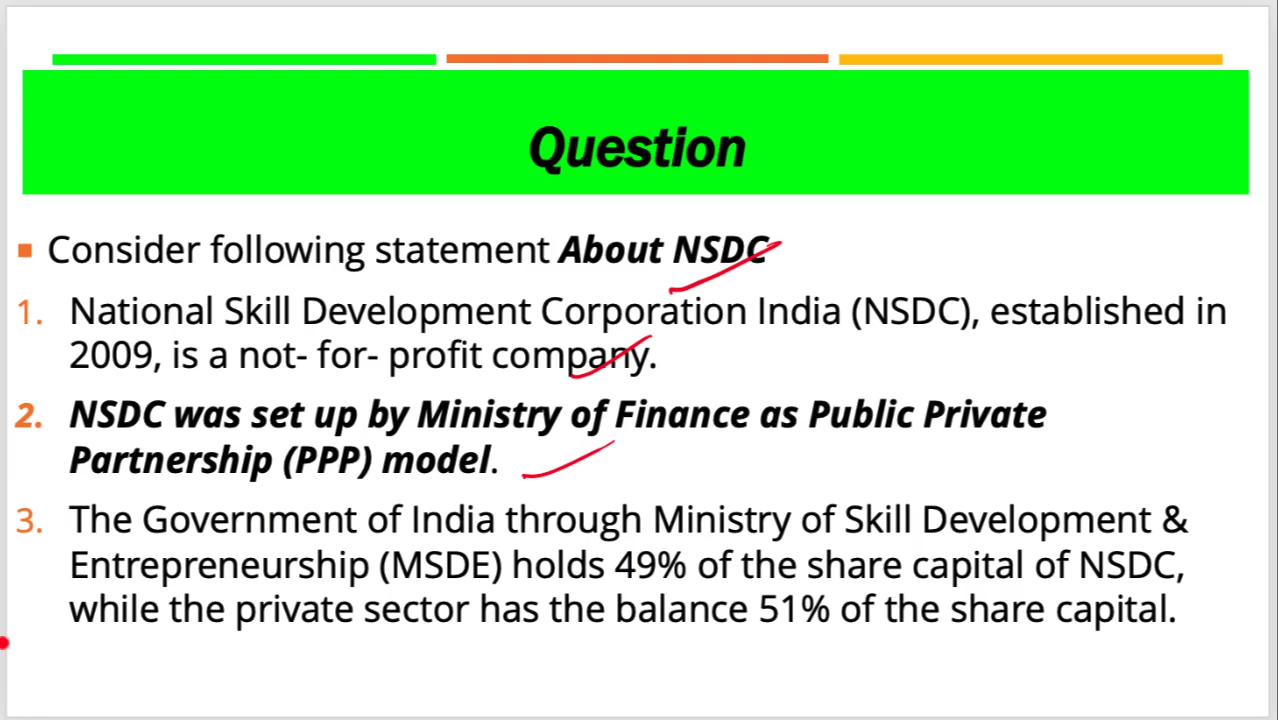 Question
Consider following statement About NSDC
1. National Skill Development Corporation India (NSDC), established in
2009, is a not- for- profit company.
2. NSDC was set up by Ministry of Finance as Public Private
Partnership (PPP) model.
3. The Government of India through Ministry of Skill Development &
Entrepreneurship (MSDE) holds 49% of the share capital of NSDC,
while the private sector has the balance 51% of the share capital.